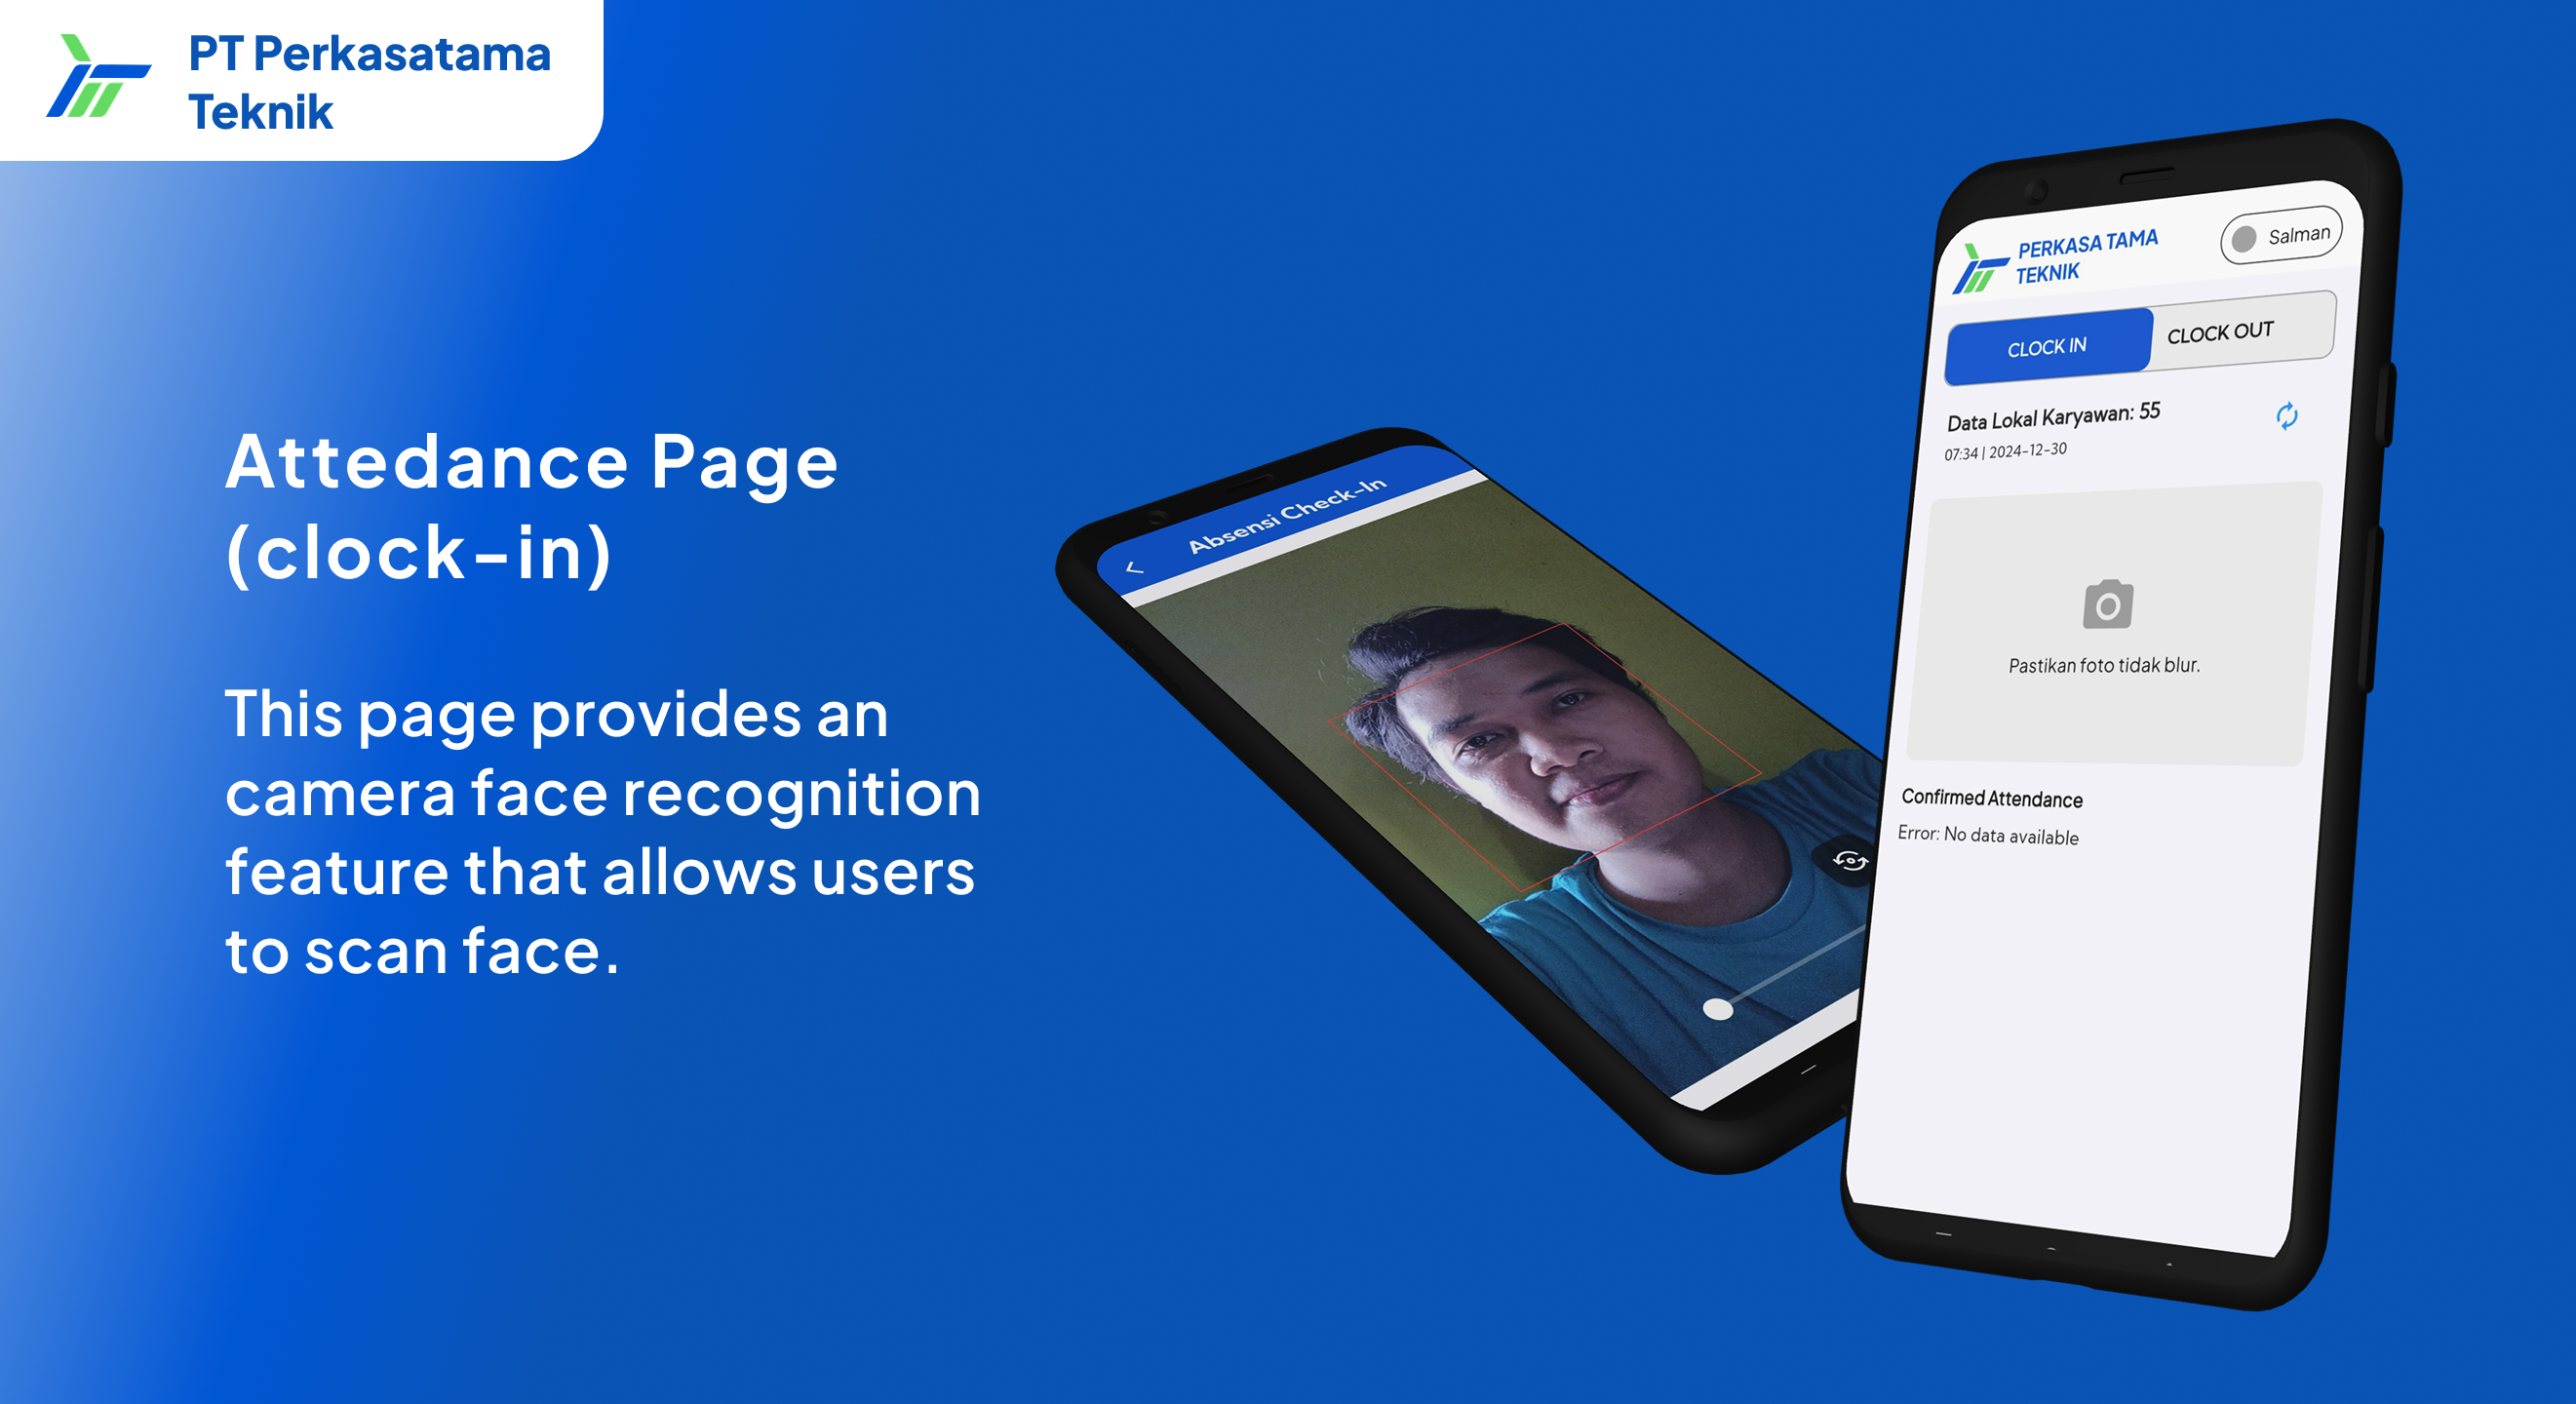 PT Perkasatama
Teknik
Attedance Page
(clock-in)
This page provides an
camera face recognition
feature that allows users
to scan face.
Absensi Check-In
PERKASA TAMA
TEKNIK
Salman
CLOCK IN
CLOCK OUT
Data Lokal Karyawan: 55
07:34 | 2024-12-30
Pastikan foto tidak blur.
Confirmed Attendance
Error: No data available